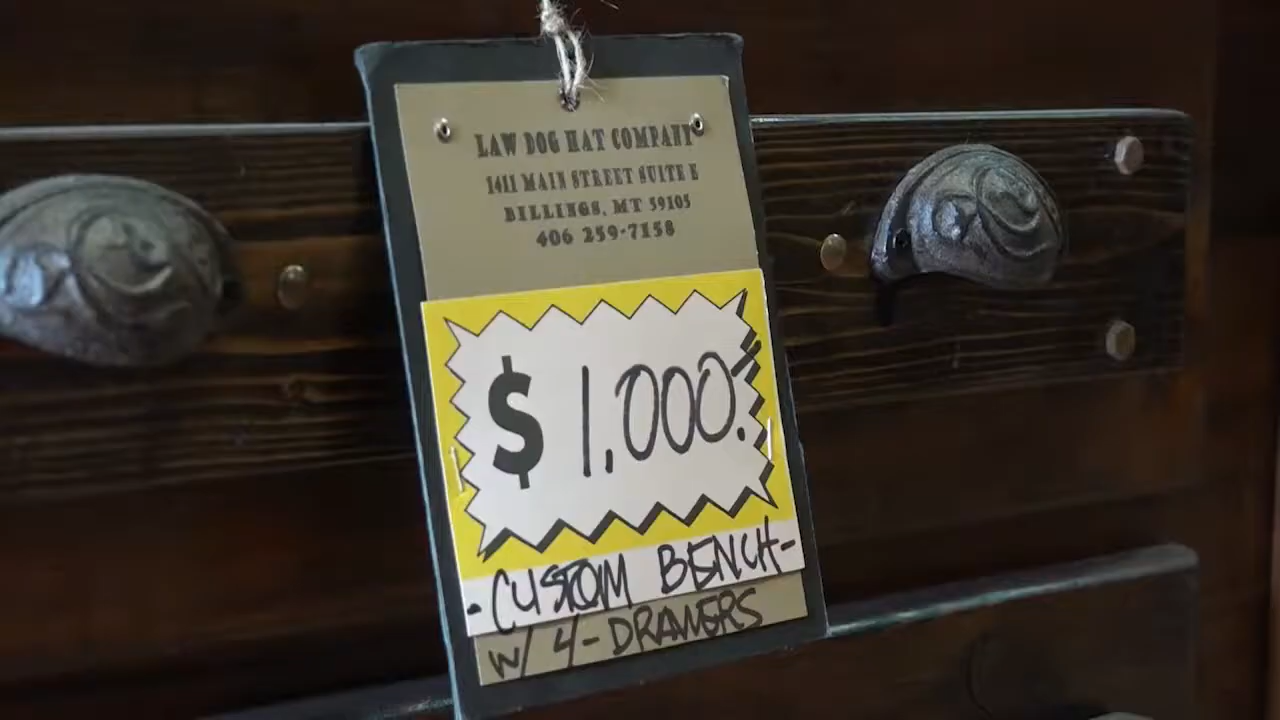 LAW DOG HAT COMPANY
1411 MAIN STREET SUITE E
BILLINGS, MT 59105
406 259-7158
$ 1,000.
- CUSTOM BENCH -
W/ 4-DRAWERS